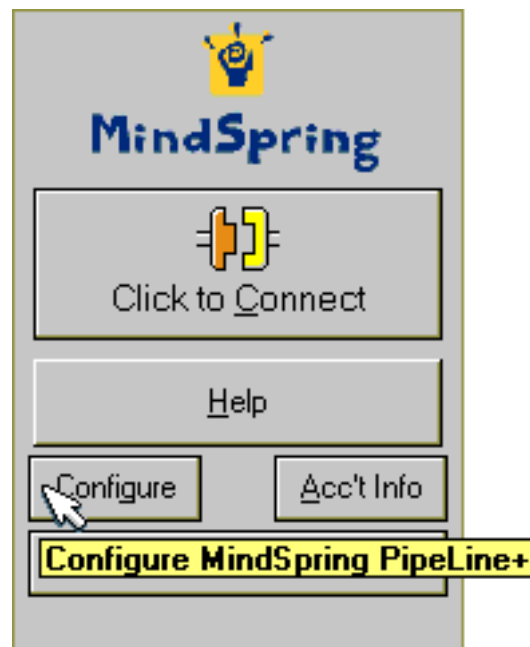 MindSpring
Click to Connect
Help
Configure
Acc't Info
Configure MindSpring PipeLine+